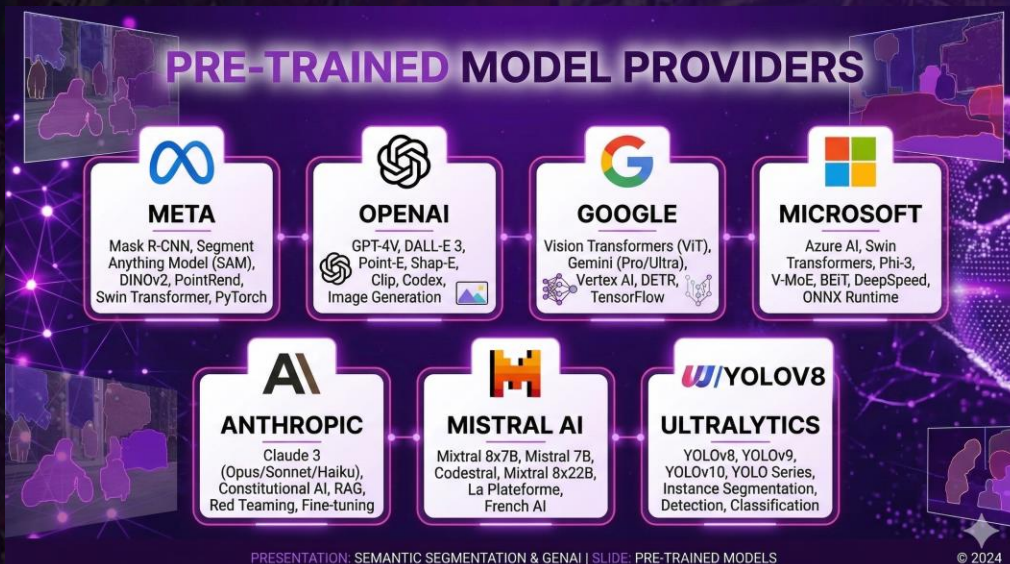 PRE-TRAINED MODEL PROVIDERS
META
Mask R-CNN, Segment
Anything Model (SAM),
DINOv2, PointRend,
Swin Transformer, PyTorch
OPENAI
GPT-4V, DALL-E 3,
Point-E, Shap-E,
Clip, Codex,
Image Generation
GOOGLE
Vision Transformers (ViT),
Gemini (Pro/Ultra),
Vertex AI, DETR,
TensorFlow
MICROSOFT
Azure AI, Swin
Transformers, Phi-3,
V-MoE, BEiT, DeepSpeed,
ONNX Runtime
AI
ANTHROPIC
Claude 3
(Opus/Sonnet/Haiku),
Constitutional AI, RAG,
Red Teaming, Fine-tuning
MISTRAL AI
Mixtral 8x7B, Mistral 7B,
Codestral, Mixtral 8x22B,
La Plateforme,
French AI
/YOLOV8
ULTRALYTICS
YOLOv8, YOLOv9,
YOLOv10, YOLO Series,
Instance Segmentation,
Detection, Classification
PRESENTATION: SEMANTIC SEGMENTATION & GENAI | SLIDE: PRE-TRAINED MODELS
© 2024